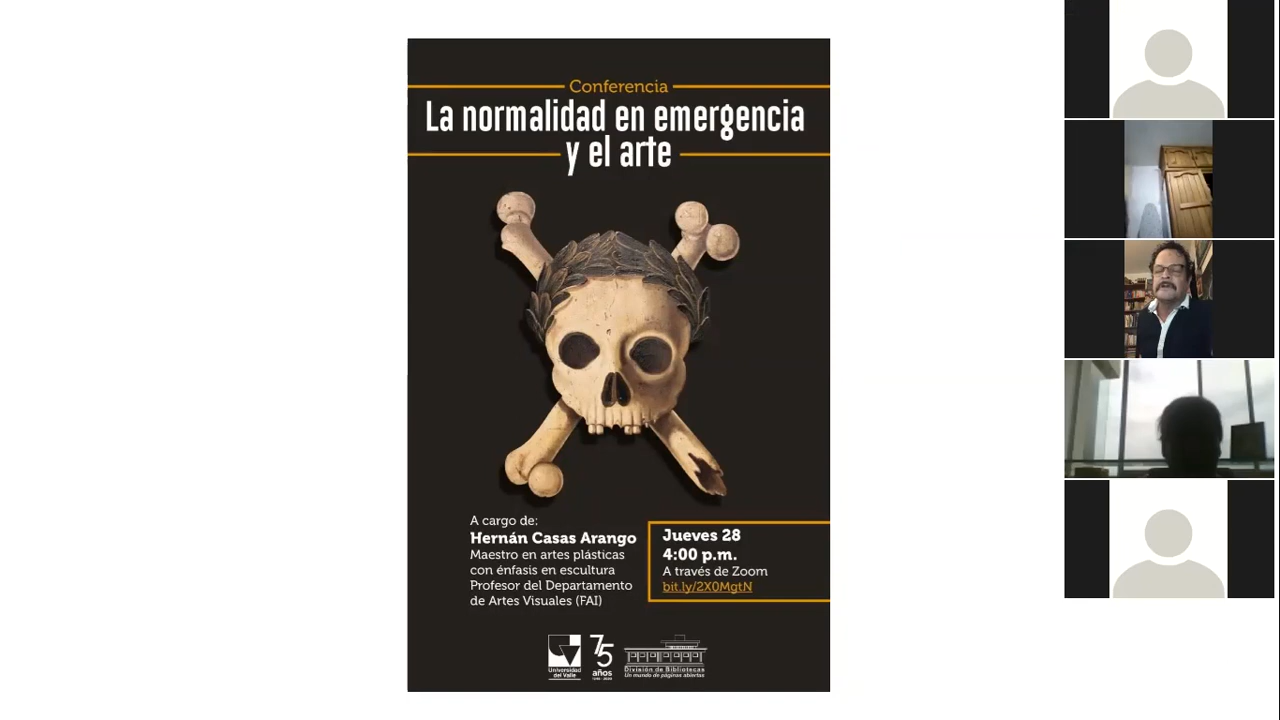 Conferencia
La normalidad en emergencia
y el arte
A cargo de:
Hernán Casas Arango
Maestro en artes plásticas
con énfasis en escultura
Profesor del Departamento
de Artes Visuales (FAI)
Jueves 28
4:00 p.m.
A través de Zoom
bit.ly/2X0MgtN
Universidad
del Valle
75
años
División de Bibliotecas
Un mundo de páginas abiertas